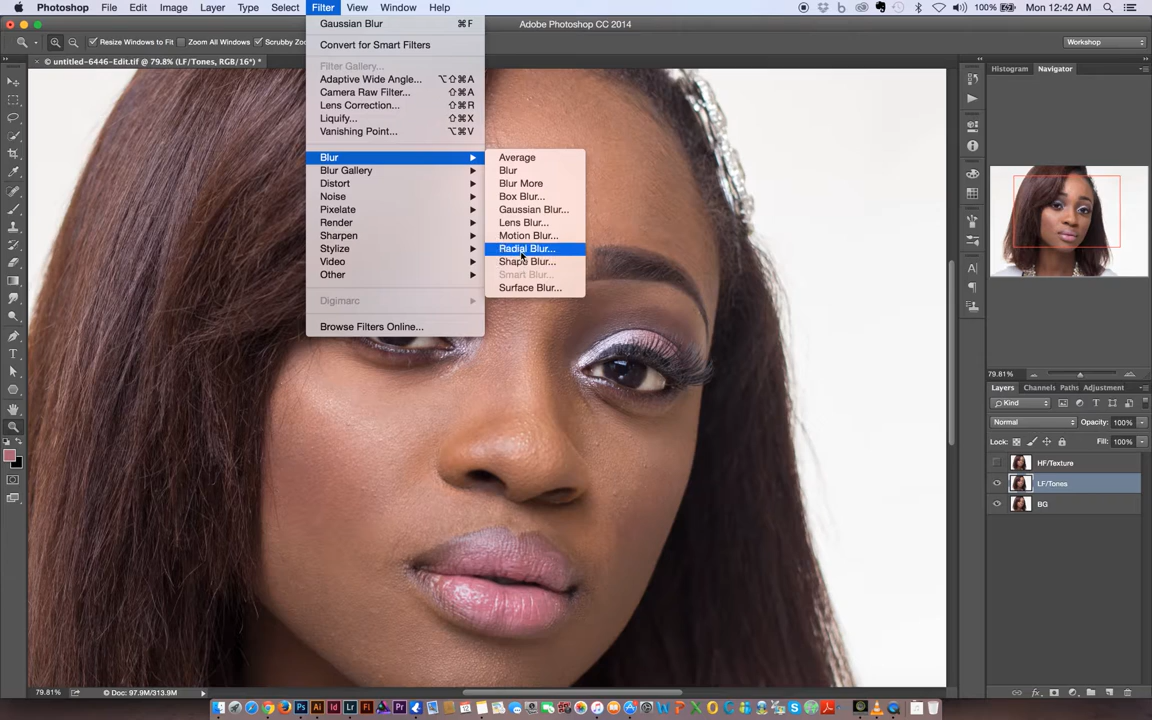 Photoshop File Edit Image Layer Type Select Filter View Window Help
100% Mon 12:42 AM
Adobe Photoshop CC 2014
Resize Windows to Fit Zoom All Windows Scrubby Zo
Workshop
× © untitled-6446-Edit.tif @ 79.8% (LF/Tones, RGB/16*) *
Gaussian Blur ⌘F
Convert for Smart Filters
Filter Gallery...
Adaptive Wide Angle... ⌥⇧⌘A
Camera Raw Filter... ⇧⌘A
Lens Correction... ⇧⌘R
Liquify... ⇧⌘X
Vanishing Point... ⌥⌘V
Blur
Blur Gallery
Distort
Noise
Pixelate
Render
Sharpen
Stylize
Video
Other
Digimarc
Browse Filters Online...
Average
Blur
Blur More
Box Blur...
Gaussian Blur...
Lens Blur...
Motion Blur...
Radial Blur...
Shape Blur...
Smart Blur...
Surface Blur...
Histogram Navigator
79.81%
Layers Channels Paths Adjustment
Kind
Normal Opacity: 100%
Lock: Fill: 100%
HF/Texture
LF/Tones
BG
79.81% Doc: 97.9M/313.9M